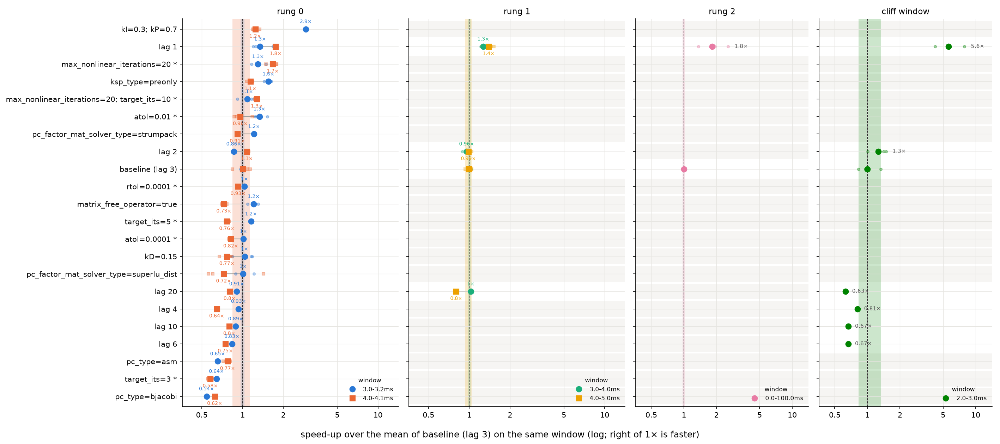 rung 0
rung 1
rung 2
cliff window
kI=0.3; kP=0.7
2.9×
1.2×
lag 1
1.3×
1.8×
1.3×
1.4×
1.8×
5.6×
max_nonlinear_iterations=20 *
1.3×
1.7×
ksp_type=preonly
1.6×
1.1×
max_nonlinear_iterations=20; target_its=10 *
1.1×
1.3×
atol=0.01 *
1.3×
0.96×
pc_factor_mat_solver_type=strumpack
1.2×
0.91×
lag 2
0.86×
1.1×
0.96×
0.99×
1.3×
baseline (lag 3)
rtol=0.0001 *
1×
0.93×
matrix_free_operator=true
1.2×
0.73×
target_its=5 *
1.2×
0.76×
atol=0.0001 *
1×
0.82×
kD=0.15
1×
0.77×
pc_factor_mat_solver_type=superlu_dist
1×
0.72×
lag 20
0.91×
0.8×
1×
0.8×
0.63×
lag 4
0.93×
0.64×
0.81×
lag 10
0.89×
0.8×
0.67×
lag 6
0.83×
0.75×
0.67×
pc_type=asm
0.65×
0.77×
target_its=3 *
0.64×
0.58×
pc_type=bjacobi
0.54×
0.62×
window
3.0-3.2ms
4.0-4.1ms
window
3.0-4.0ms
4.0-5.0ms
window
0.0-100.0ms
window
2.0-3.0ms
0.5 1 2 5 10
0.5 1 2 5 10
0.5 1 2 5 10
0.5 1 2 5 10
speed-up over the mean of baseline (lag 3) on the same window (log; right of 1× is faster)